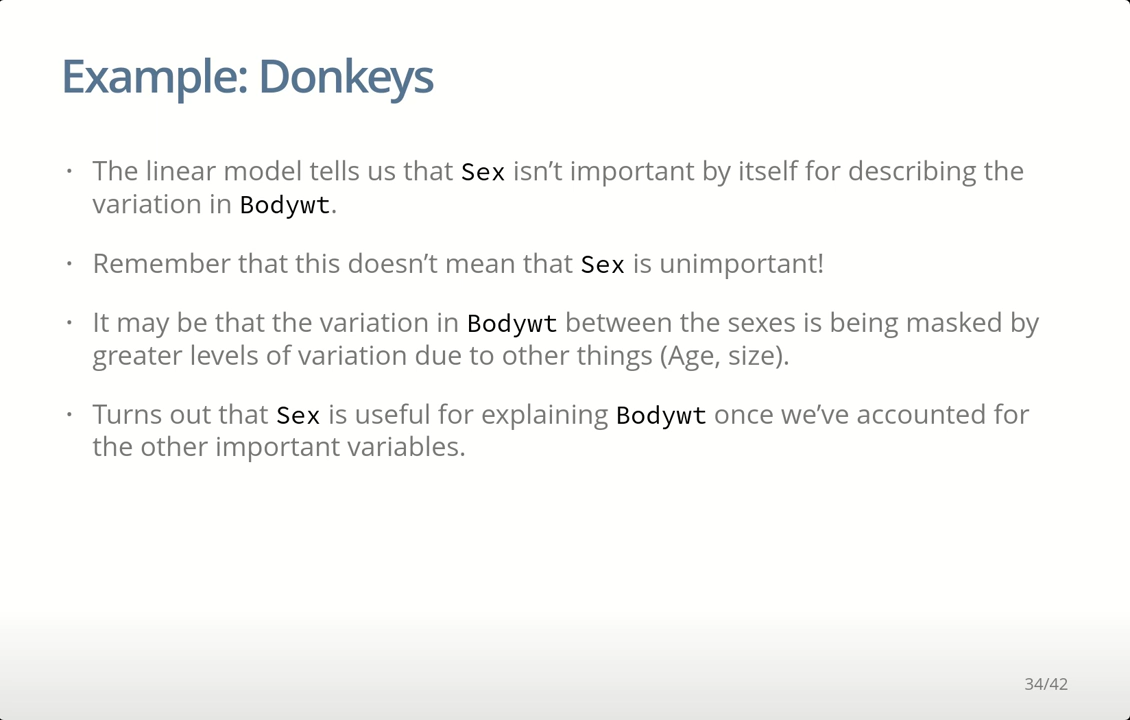 Example: Donkeys
· The linear model tells us that Sex isn’t important by itself for describing the
variation in Bodywt.
· Remember that this doesn’t mean that Sex is unimportant!
· It may be that the variation in Bodywt between the sexes is being masked by
greater levels of variation due to other things (Age, size).
· Turns out that Sex is useful for explaining Bodywt once we’ve accounted for
the other important variables.
34/42